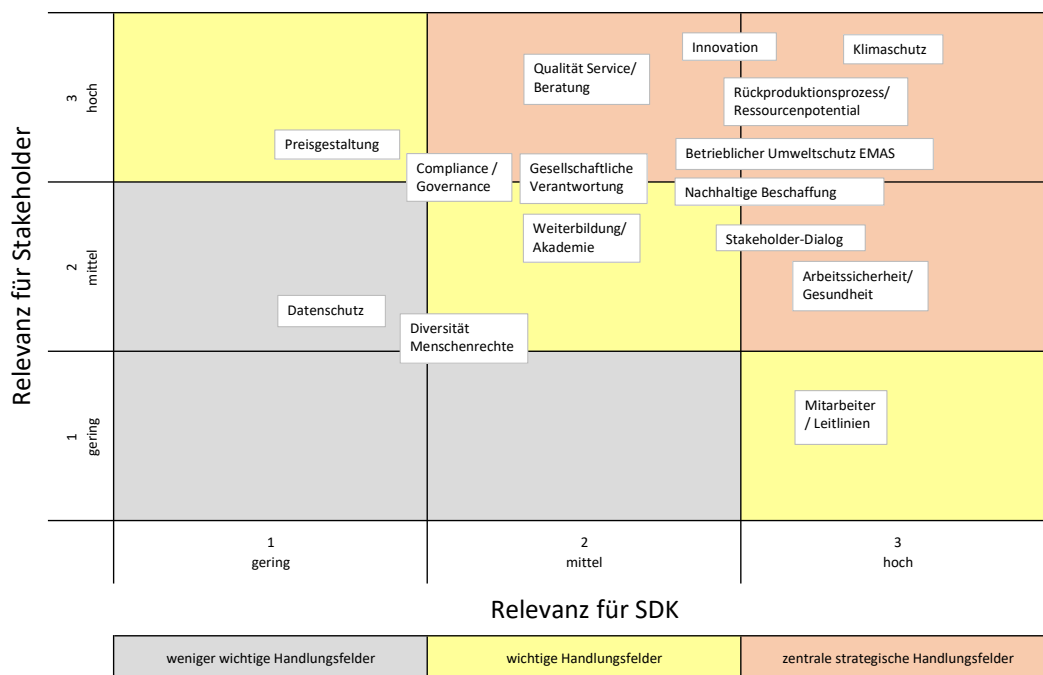 Relevanz für Stakeholder
3
hoch
2
mittel
1
gering
Innovation
Klimaschutz
Qualität Service/
Beratung
Rückproduktionsprozess/
Ressourcenpotential
Preisgestaltung
Betrieblicher Umweltschutz EMAS
Compliance /
Governance
Gesellschaftliche
Verantwortung
Nachhaltige Beschaffung
Weiterbildung/
Akademie
Stakeholder-Dialog
Arbeitssicherheit/
Gesundheit
Datenschutz
Diversität
Menschenrechte
Mitarbeiter
/ Leitlinien
1
gering
2
mittel
3
hoch
Relevanz für SDK
weniger wichtige Handlungsfelder
wichtige Handlungsfelder
zentrale strategische Handlungsfelder